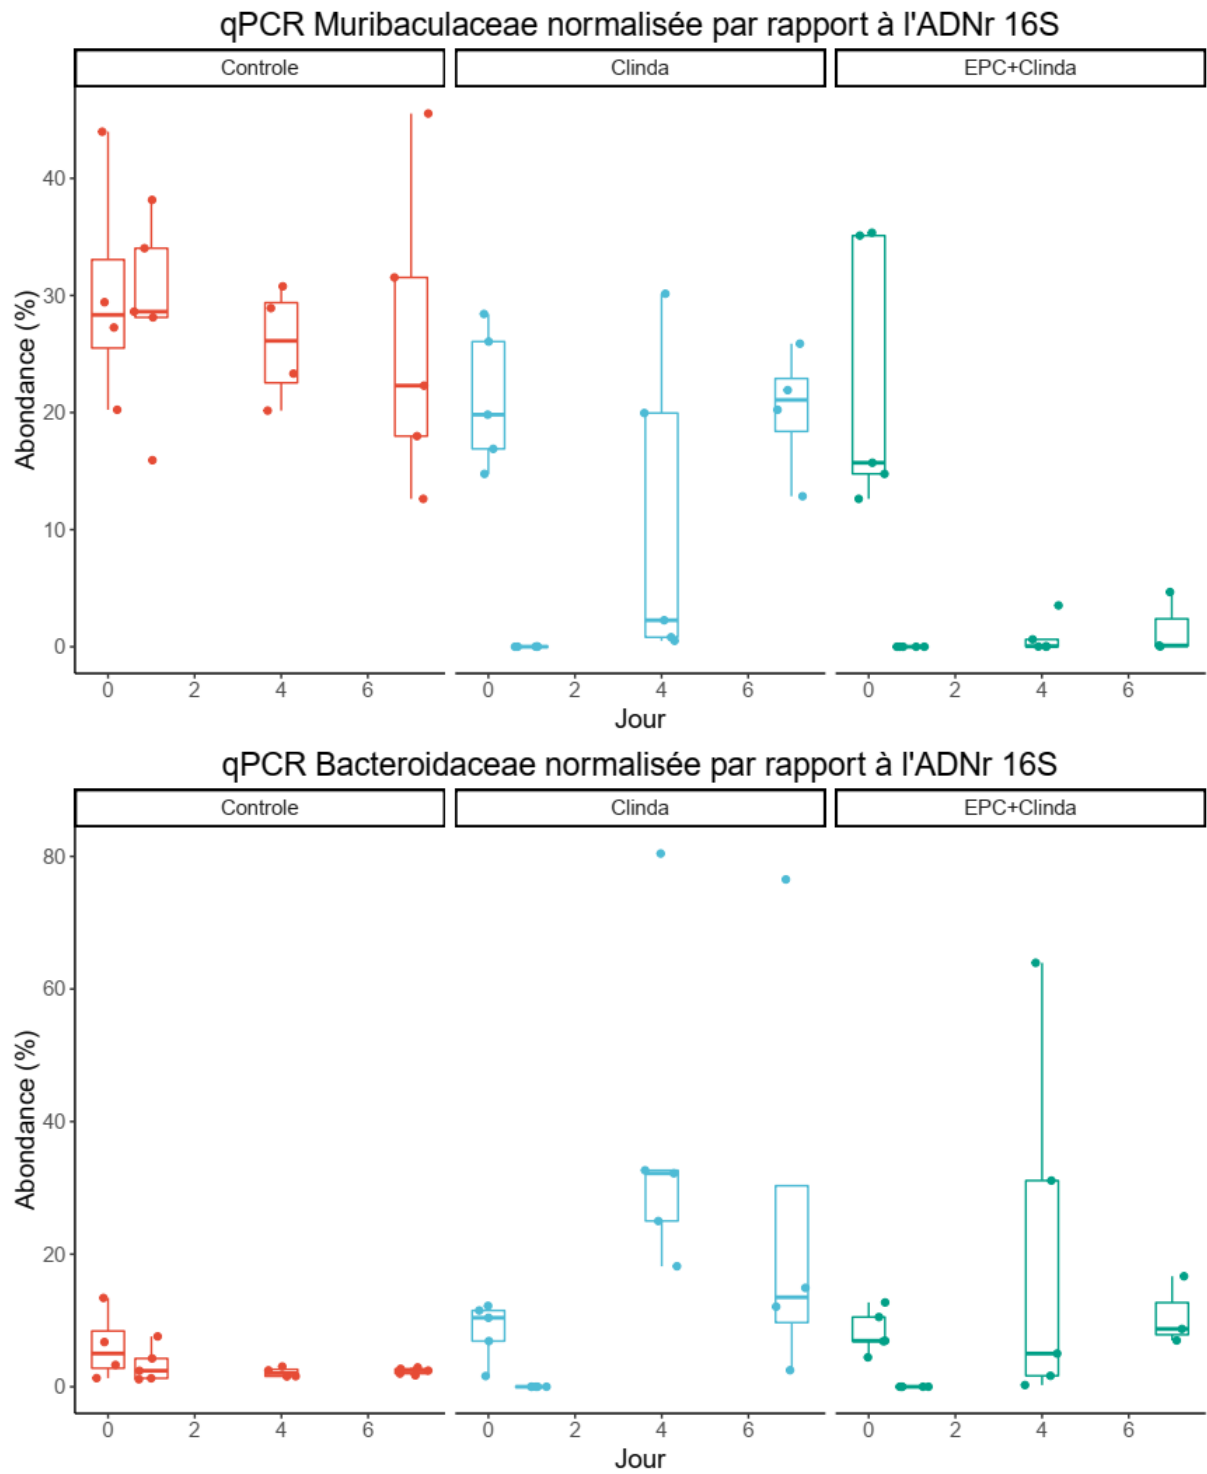 qPCR Muribaculaceae normalisée par rapport à l'ADNr 16S
Controle Clinda EPC+Clinda
Abondance (%)
40
30
20
10
0
0 2 4 6 0 2 4 6 0 2 4 6
Jour
qPCR Bacteroidaceae normalisée par rapport à l'ADNr 16S
Controle Clinda EPC+Clinda
Abondance (%)
80
60
40
20
0
0 2 4 6 0 2 4 6 0 2 4 6
Jour